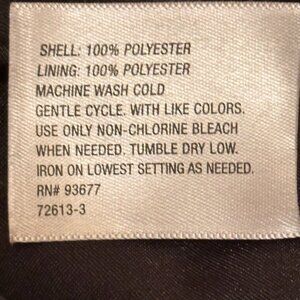 SHELL: 100% POLYESTER
LINING: 100% POLYESTER
MACHINE WASH COLD
GENTLE CYCLE. WITH LIKE COLORS.
USE ONLY NON-CHLORINE BLEACH
WHEN NEEDED. TUMBLE DRY LOW.
IRON ON LOWEST SETTING AS NEEDED.
RN# 93677
72613-3